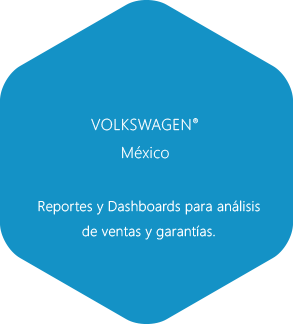 VOLKSWAGEN®
México
Reportes y Dashboards para análisis
de ventas y garantías.